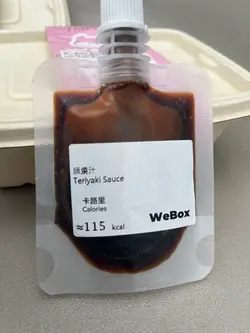 照燒汁
Teriyaki Sauce
卡路里
Calories
≈115 kcal
WeBox